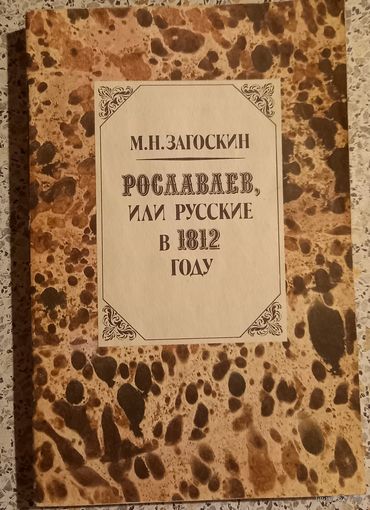 М.Н.ЗАГОСКИН
РОСЛАВЛЕВ,
ИЛИ РУССКИЕ
В 1812
ГОДУ